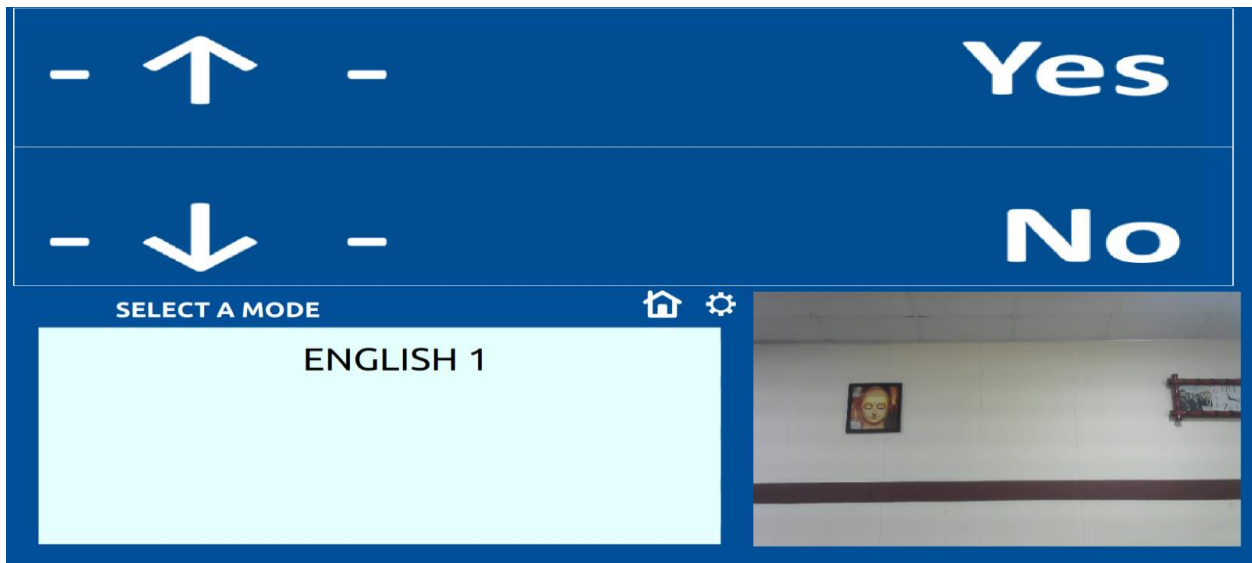 - ↑ - Yes
- ↓ - No
SELECT A MODE
ENGLISH 1